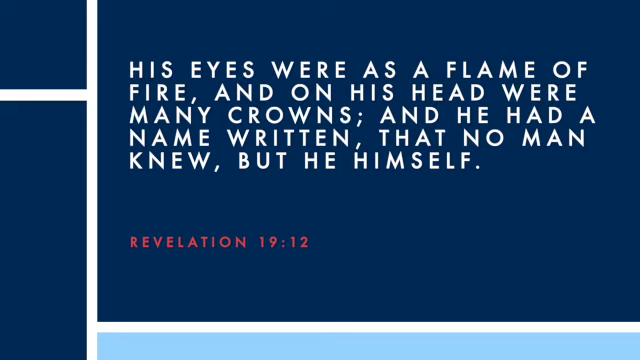 HIS EYES WERE AS A FLAME OF
FIRE, AND ON HIS HEAD WERE
MANY CROWNS; AND HE HAD A
NAME WRITTEN, THAT NO MAN
KNEW, BUT HE HIMSELF.
REVELATION 19:12